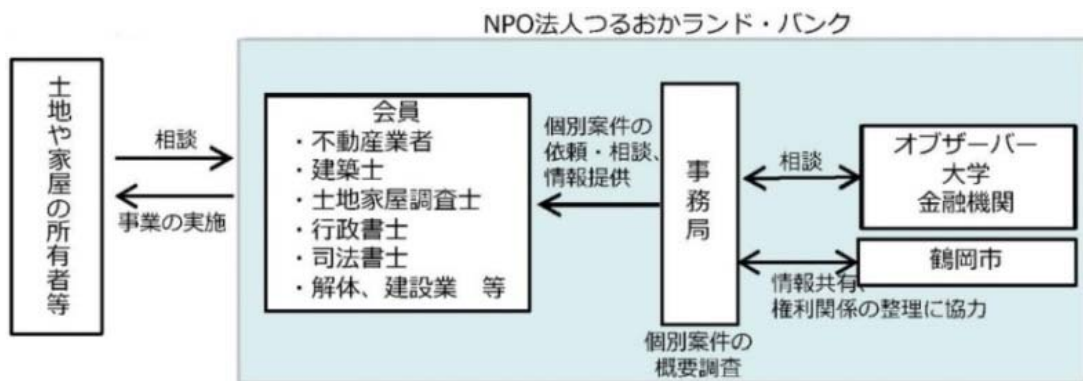 NPO法人つるおかランド・バンク
土地や家屋の所有者等
相談
事業の実施
会員
・不動産業者
・建築士
・土地家屋調査士
・行政書士
・司法書士
・解体、建設業 等
個別案件の
依頼・相談、
情報提供
事務局
個別案件の
概要調査
相談
オブザーバー
大学
金融機関
鶴岡市
情報共有、
権利関係の整理に協力